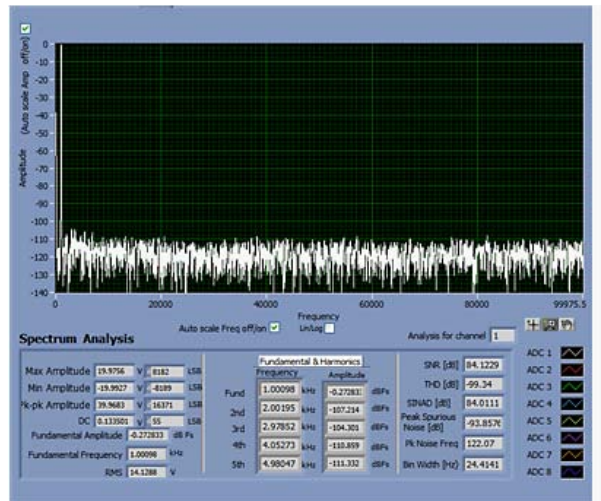 (Auto scale Amp off/on)
Amplitude
0
-10
-20
-30
-40
-50
-60
-70
-80
-90
-100
-110
-120
-130
-140
0 20000 40000 60000 80000 99975.5
Frequency
Auto scale Freq off/on Lin/Log
Spectrum Analysis
Analysis for channel 1
Max Amplitude 19.9756 V 8182 LSB
Min Amplitude -19.9927 V -8189 LSB
Pk-pk Amplitude 39.9683 V 16371 LSB
DC 0.133501 V 55 LSB
Fundamental Amplitude -0.272833 dB Fs
Fundamental Frequency 1.00098 kHz
RMS 14.1288 V
Fundamental & Harmonics
Frequency Amplitude
Fund 1.00098 kHz -0.27283 dBFs
2nd 2.00195 kHz -107.214 dBFs
3rd 2.97852 kHz -104.301 dBFs
4th 4.05273 kHz -110.859 dBFs
5th 4.98047 kHz -111.332 dBFs
SNR [dB] 84.1229
THD [dB] -99.34
SINAD [dB] 84.0111
Peak Spurious
Noise [dB] -93.857
Pk Noise Freq 122.07
Bin Width [Hz] 24.4141
ADC 1
ADC 2
ADC 3
ADC 4
ADC 5
ADC 6
ADC 7
ADC 8